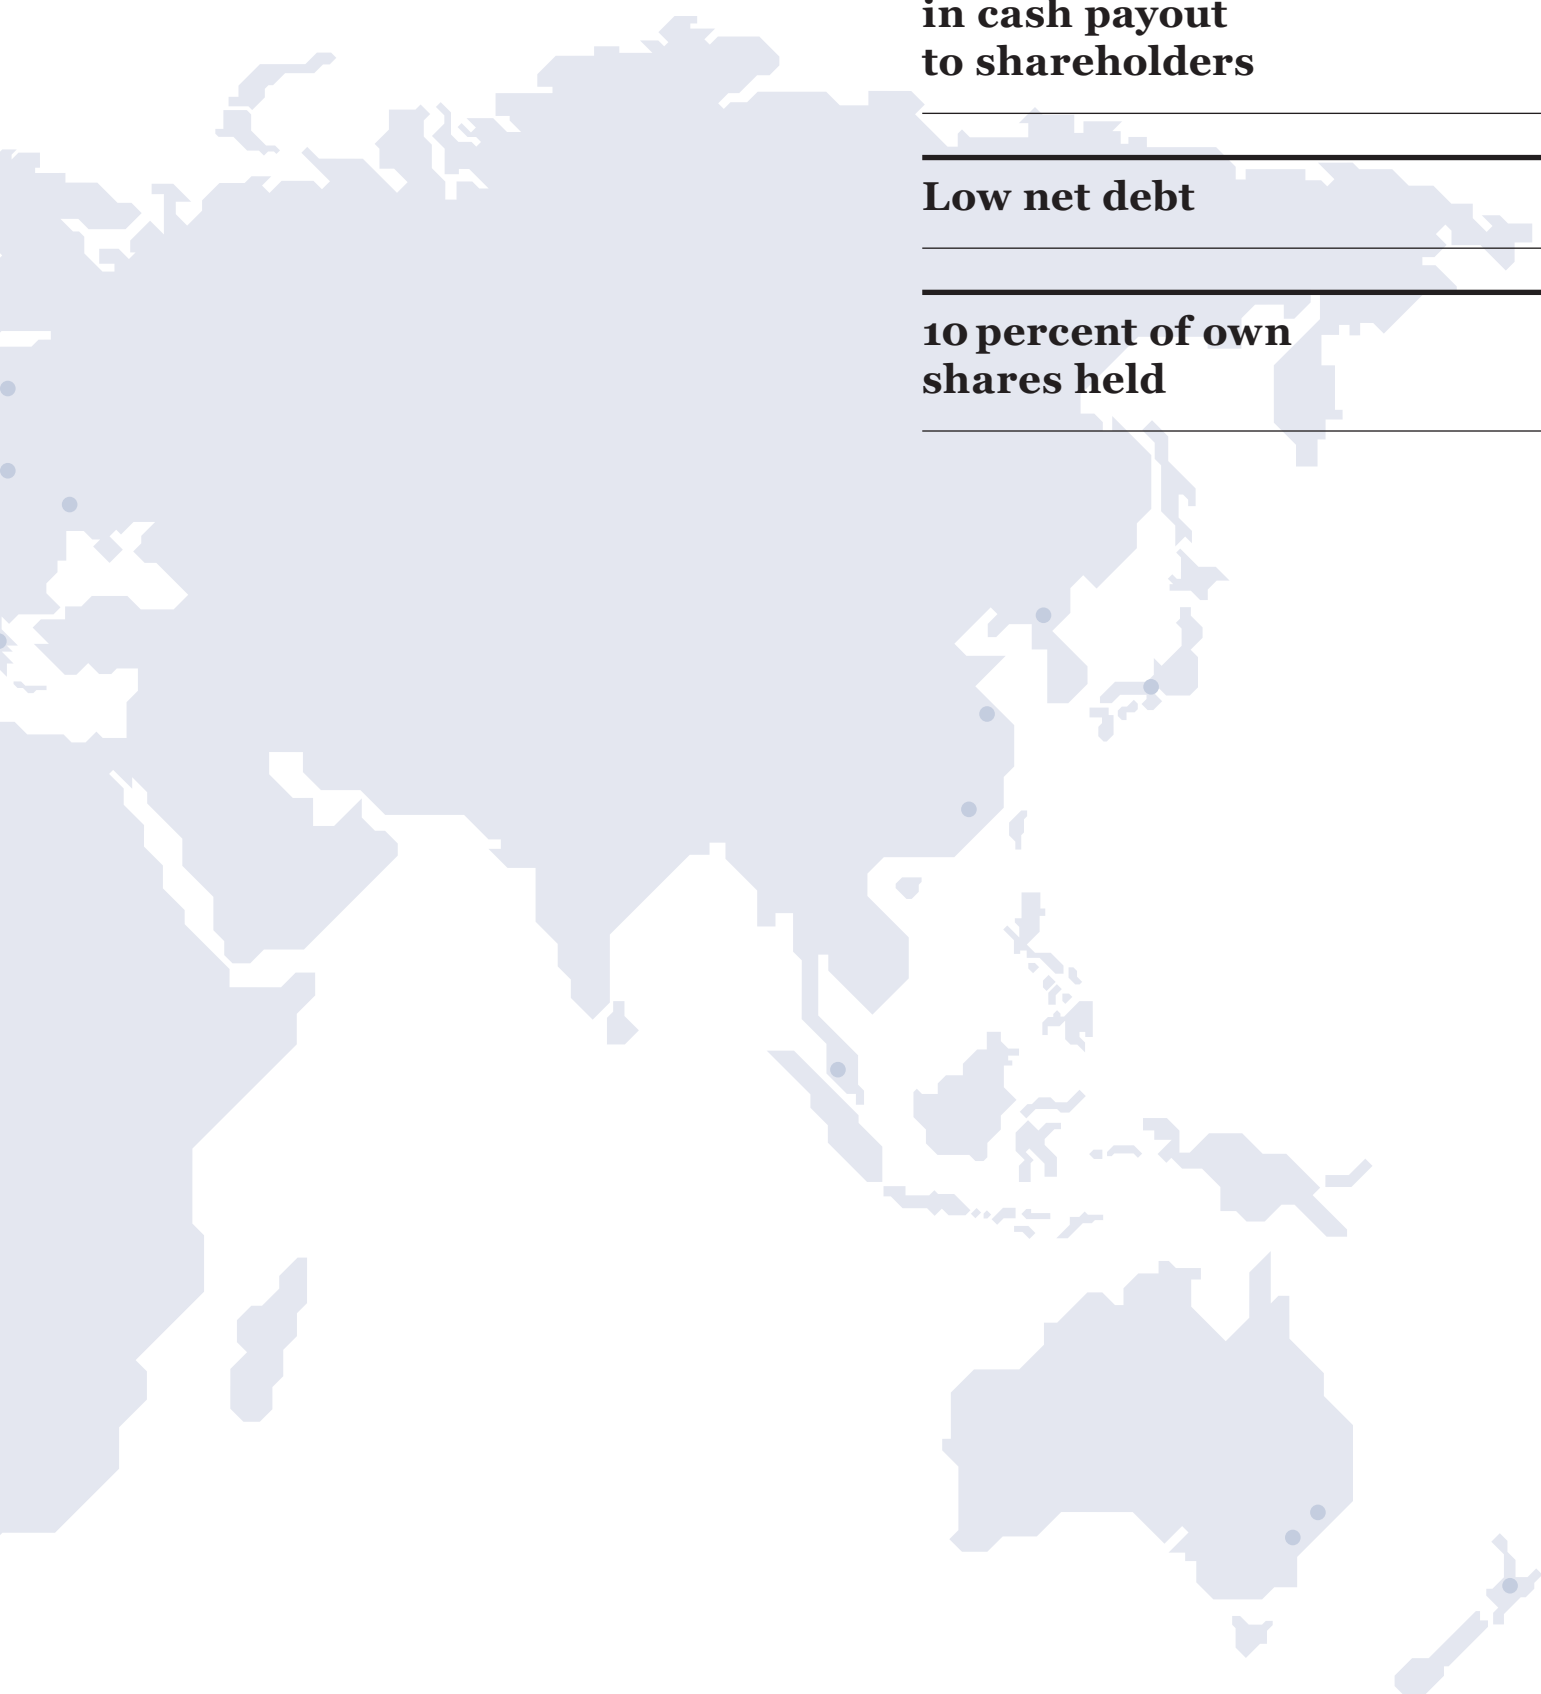 in cash payout
to shareholders
Low net debt
10 percent of own
shares held